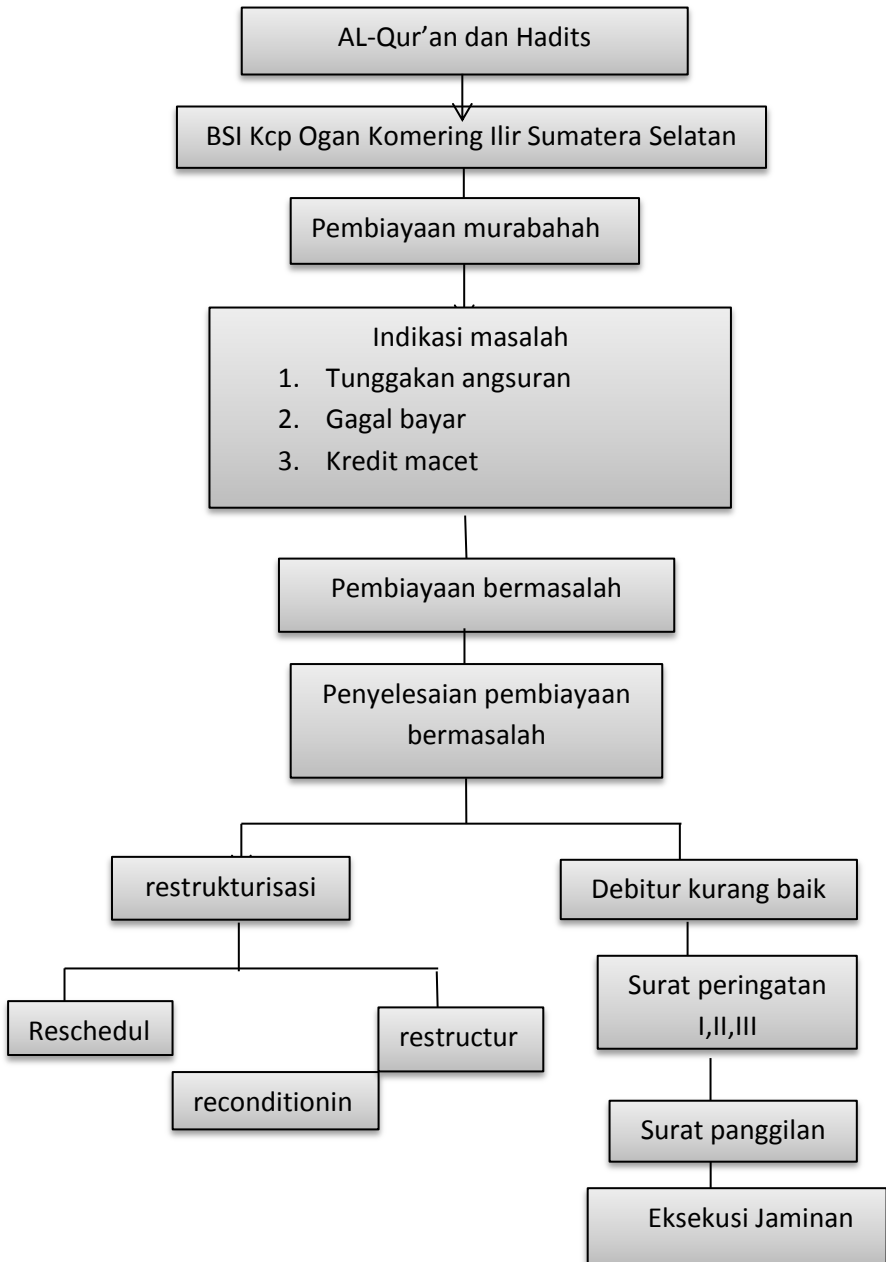 AL-Qur’an dan Hadits
BSI Kcp Ogan Komering Ilir Sumatera Selatan
Pembiayaan murabahah
Indikasi masalah
1. Tunggakan angsuran
2. Gagal bayar
3. Kredit macet
Pembiayaan bermasalah
Penyelesaian pembiayaan
bermasalah
restrukturisasi
Reschedul
reconditionin
restructur
Debitur kurang baik
Surat peringatan
I,II,III
Surat panggilan
Eksekusi Jaminan